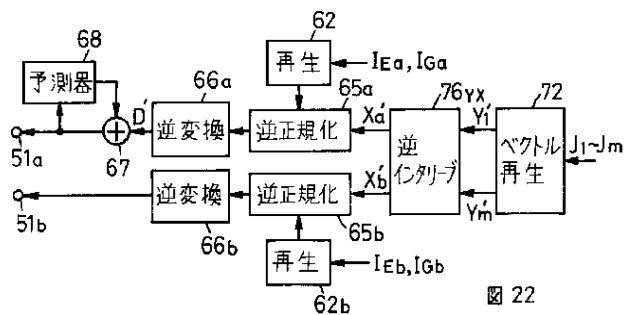 68
予測器
66a
逆変換
D'
67
51a
62
再生
IEa,IGa
65a
逆正規化
Xa'
76YX
逆インタリーブ
Y1'
72
ベクトル再生
J1~Jm
51b
逆変換
66b
逆正規化
65b
Xb'
Ym'
再生
62b
IEb,IGb
図 22